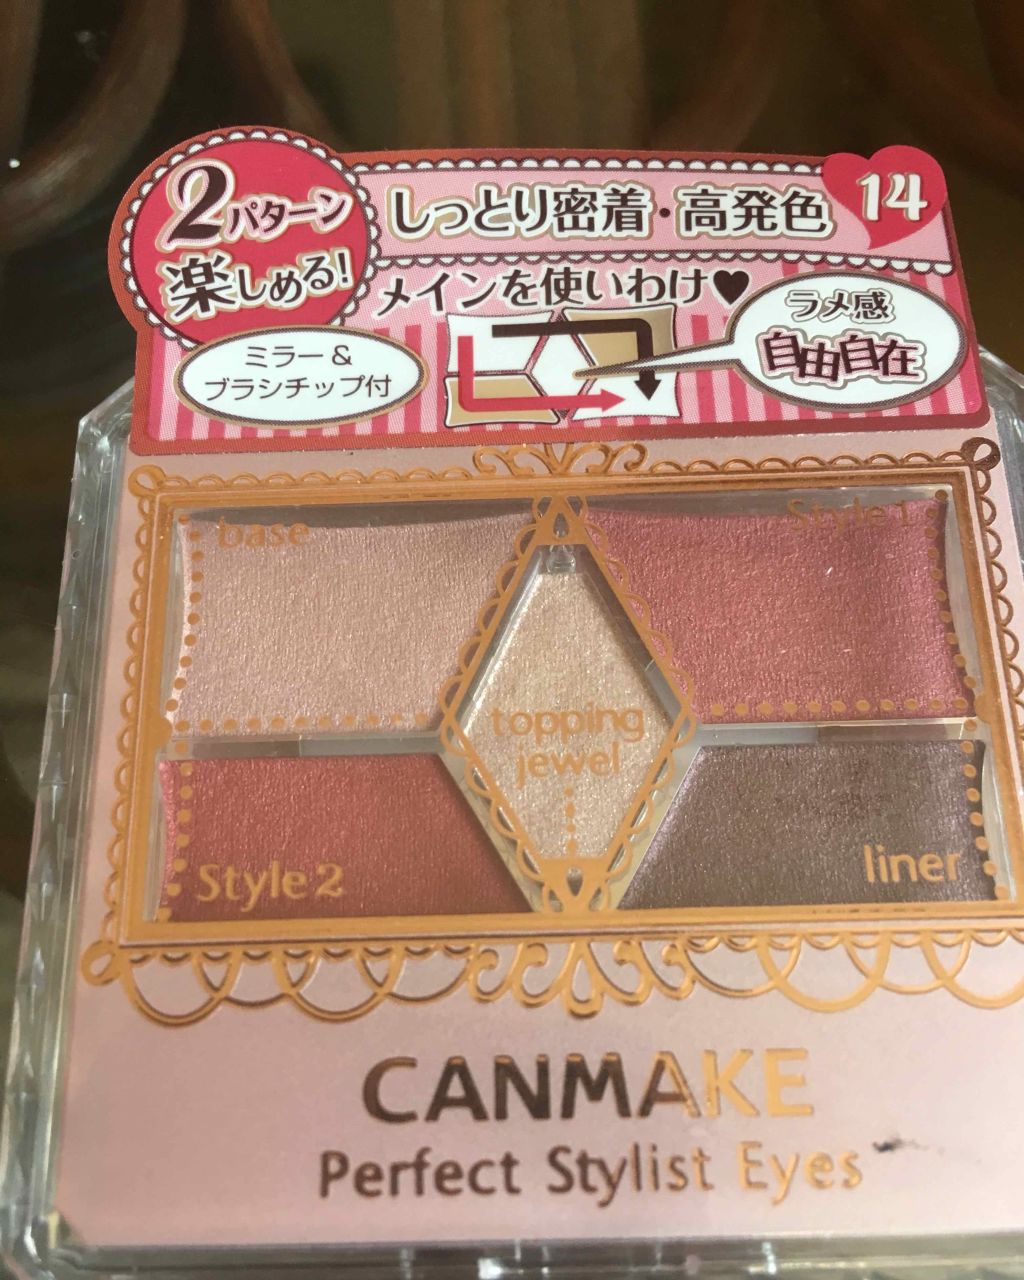 2パターン
楽しめる!
しっとり密着・高発色
14
メインを使いわけ♥
ラメ感
自由自在
ミラー&
ブラシチップ付
base
Style1
topping
jewel
Style2
liner
CANMAKE
Perfect Stylist Eyes